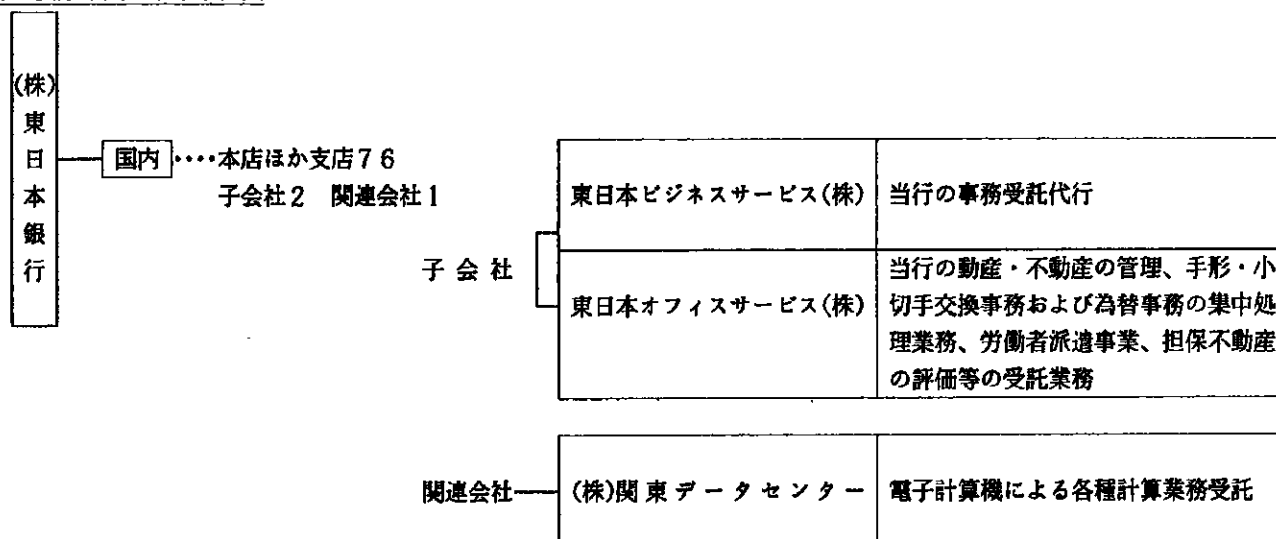 (株)東日本銀行
国内‥‥本店ほか支店76
子会社2 関連会社1
子会社
東日本ビジネスサービス(株) 当行の事務受託代行
東日本オフィスサービス(株) 当行の動産・不動産の管理、手形・小
切手交換事務および為替事務の集中処
理業務、労働者派遣事業、担保不動産
の評価等の受託業務
関連会社 (株)関東データセンター 電子計算機による各種計算業務受託